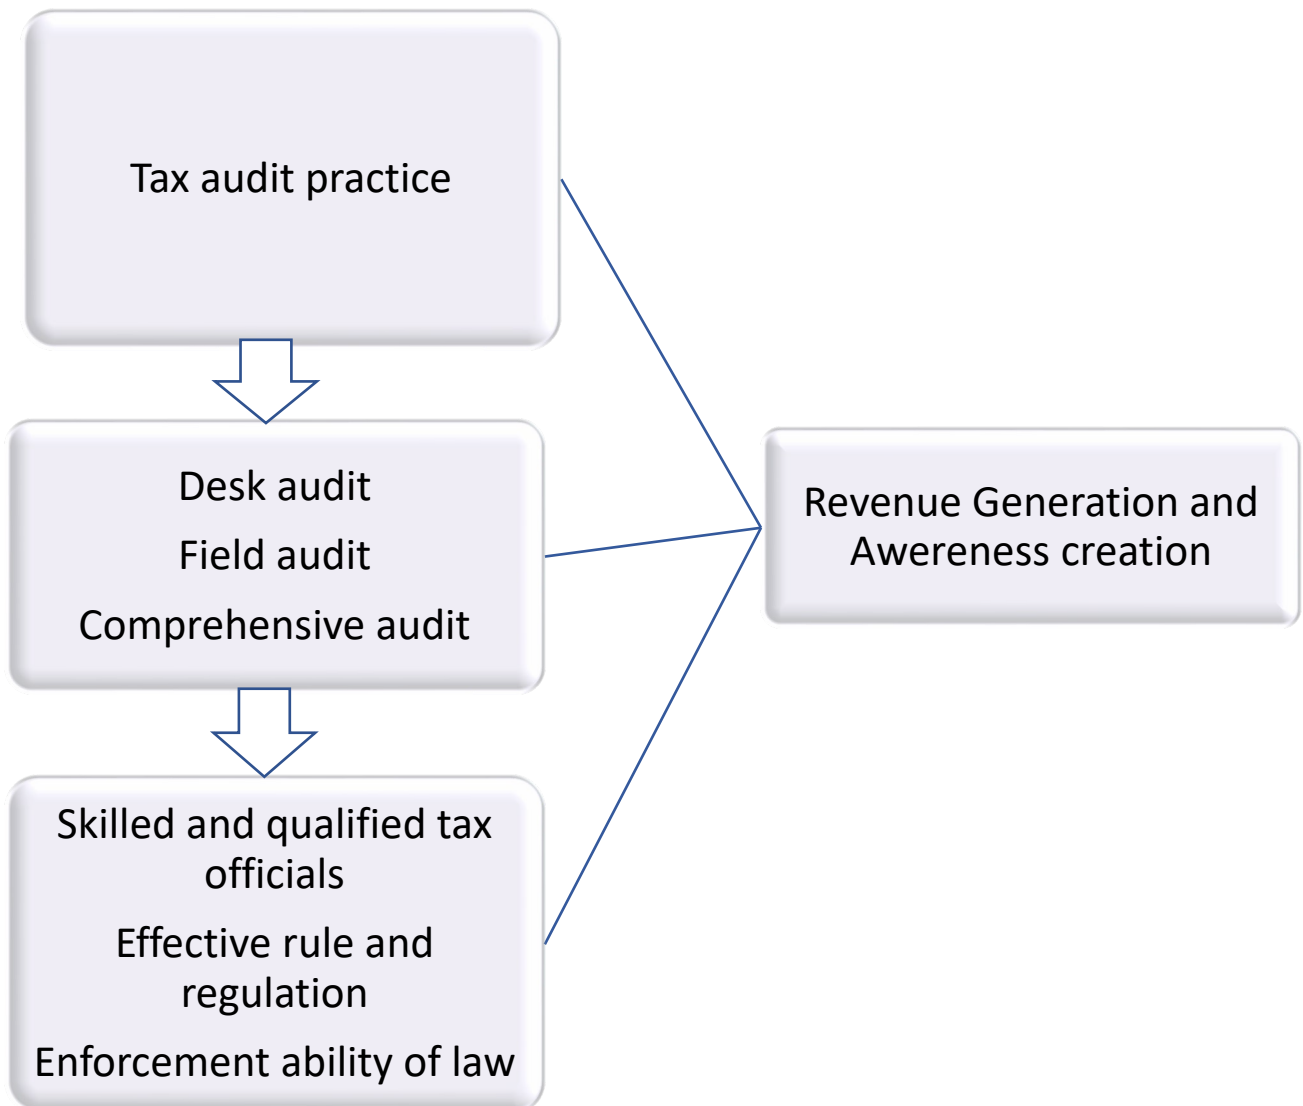 Tax audit practice
Desk audit
Field audit
Comprehensive audit
Skilled and qualified tax
officials
Effective rule and
regulation
Enforcement ability of law
Revenue Generation and
Awereness creation